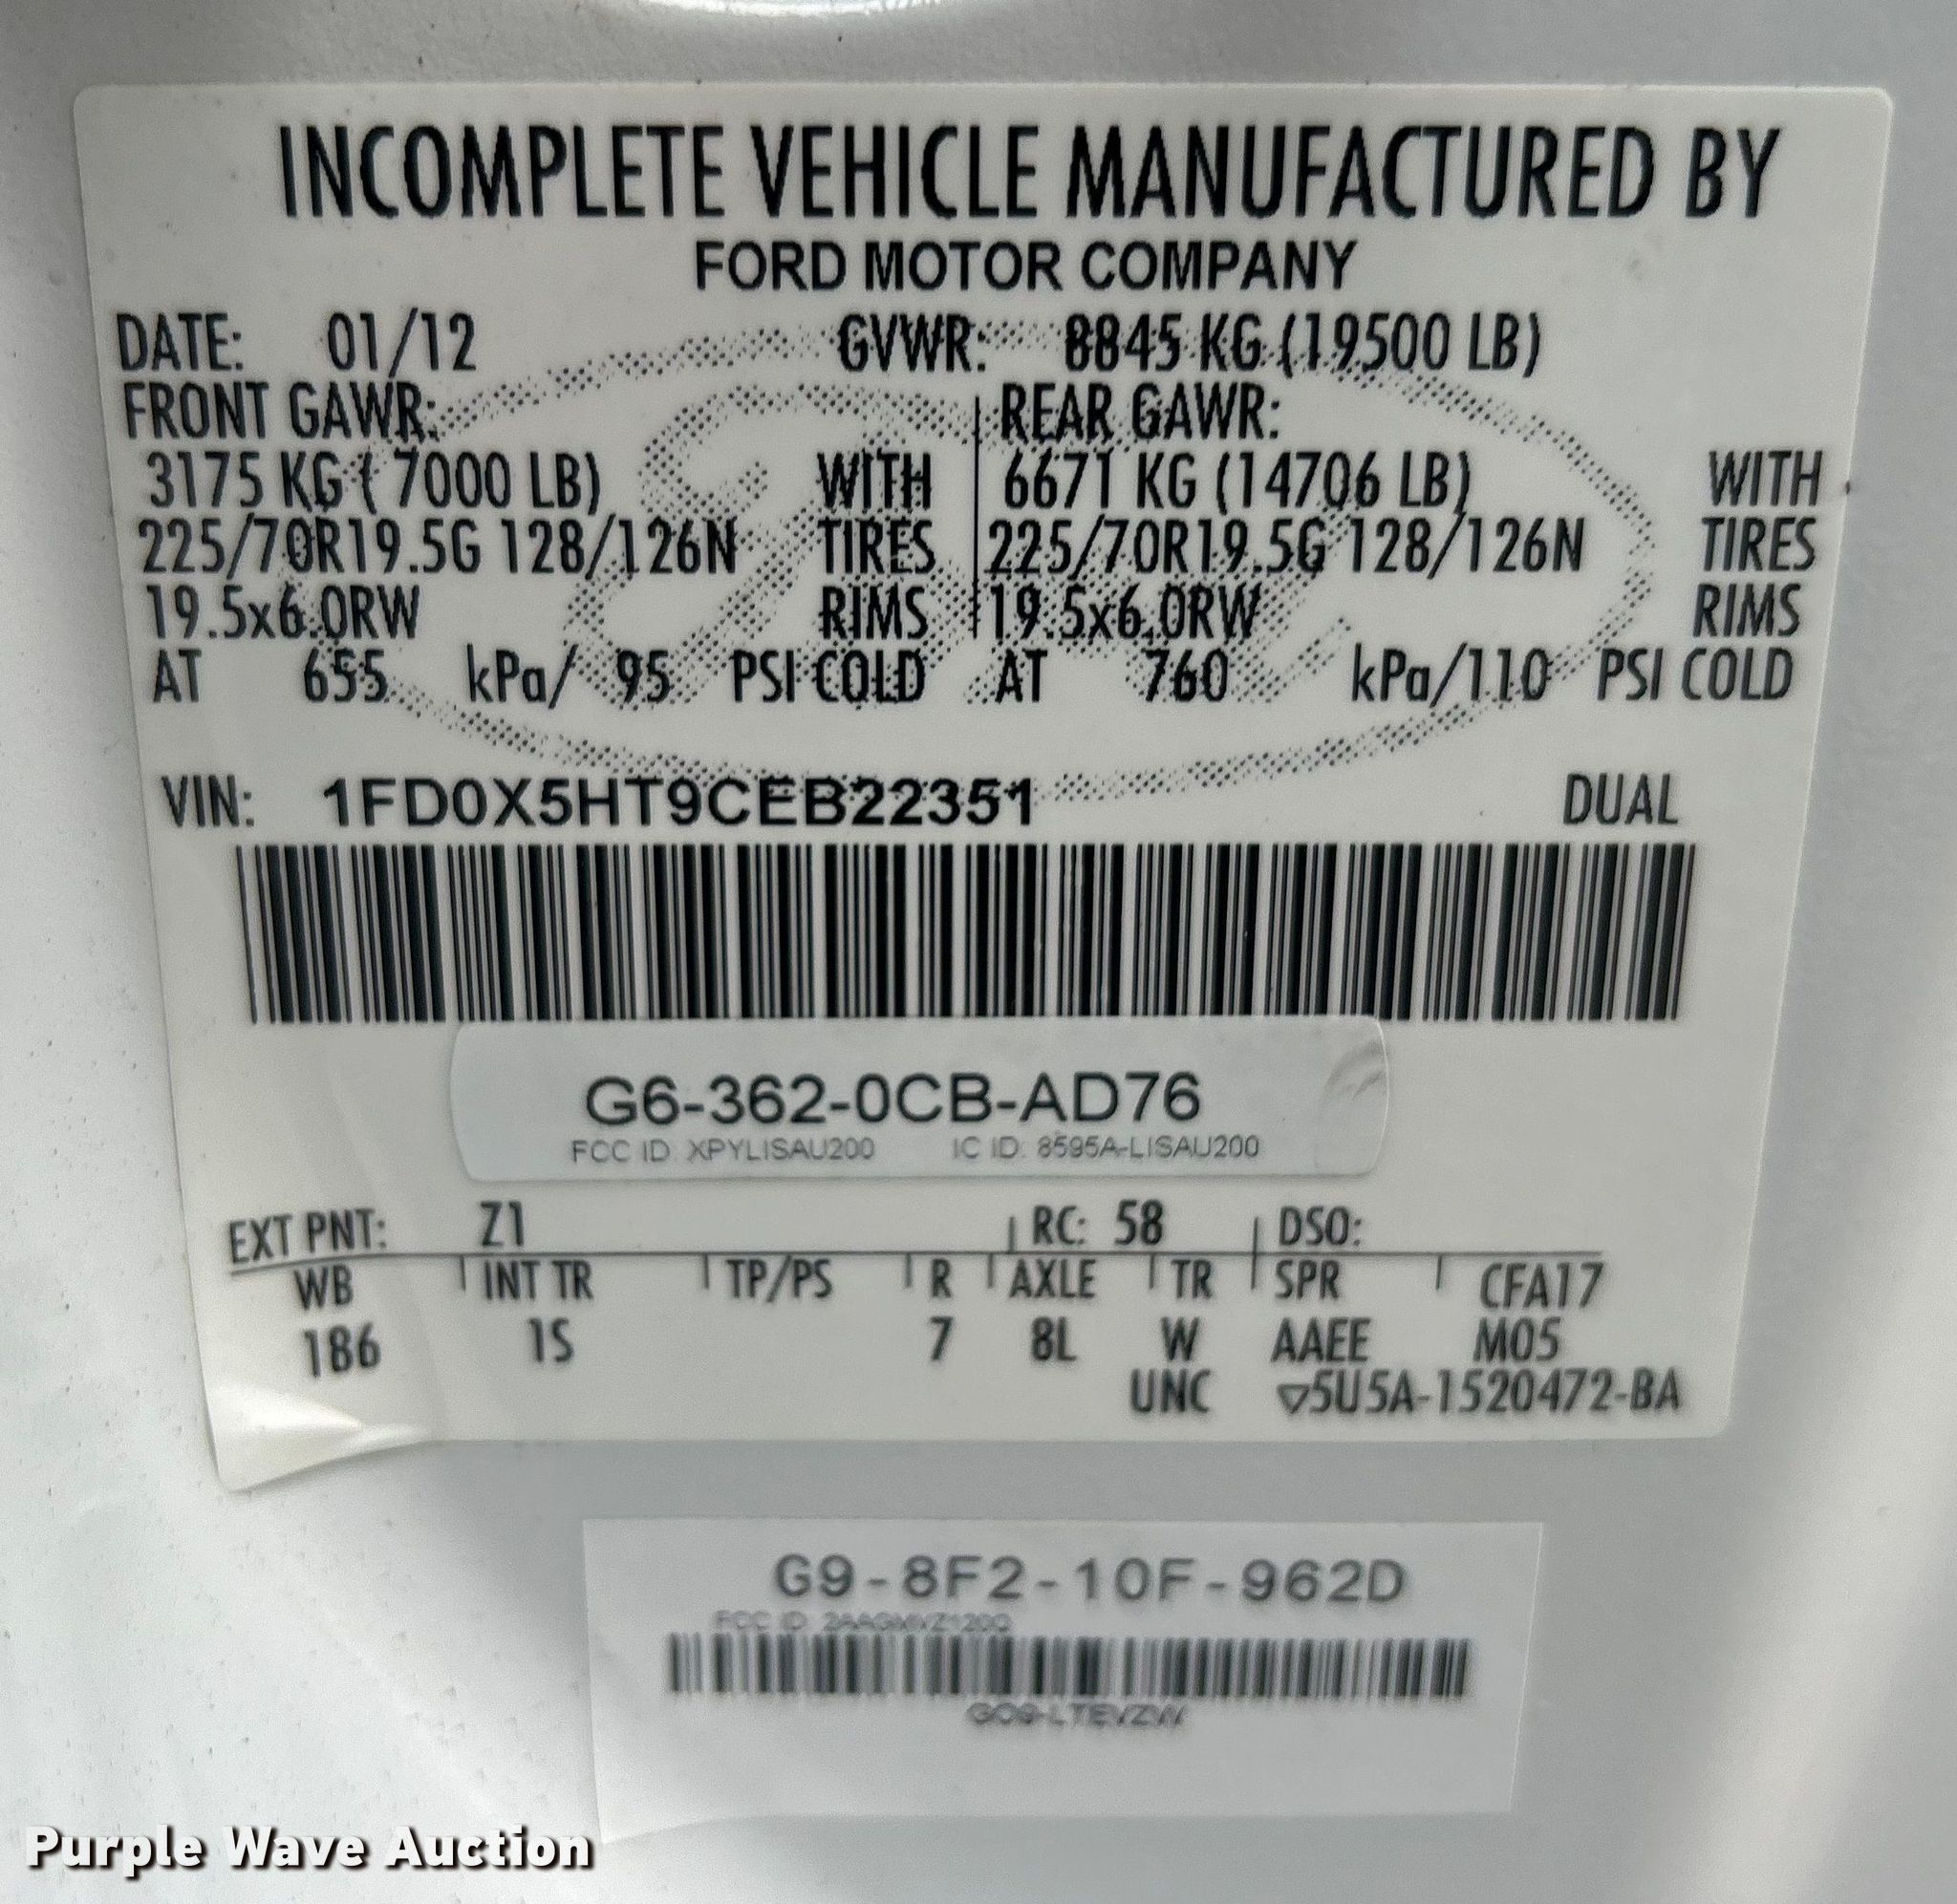 INCOMPLETE VEHICLE MANUFACTURED BY
FORD MOTOR COMPANY
DATE: 01/12 GVWR: 8845 KG (19500 LB)
FRONT GAWR: REAR GAWR:
3175 KG ( 7000 LB) WITH 6671 KG (14706 LB) WITH
225/70R19.5G 128/126N TIRES 225/70R19.5G 128/126N TIRES
19.5x6.0RW RIMS 19.5x6.0RW RIMS
AT 655 kPa/ 95 PSI COLD AT 760 kPa/110 PSI COLD
VIN: 1FD0X5HT9CEB22351 DUAL
G6-362-0CB-AD76
FCC ID: XPYLISAU200 IC ID: 8595A-LISAU200
EXT PNT: Z1 RC: 58 DSO:
WB INT TR TP/PS R AXLE TR SPR CFA17
186 1S 7 8L W AAEE M05
UNC ▽5U5A-1520472-BA
G9-8F2-10F-962D
FCC ID
GO9-LTEVZW
Purple Wave Auction